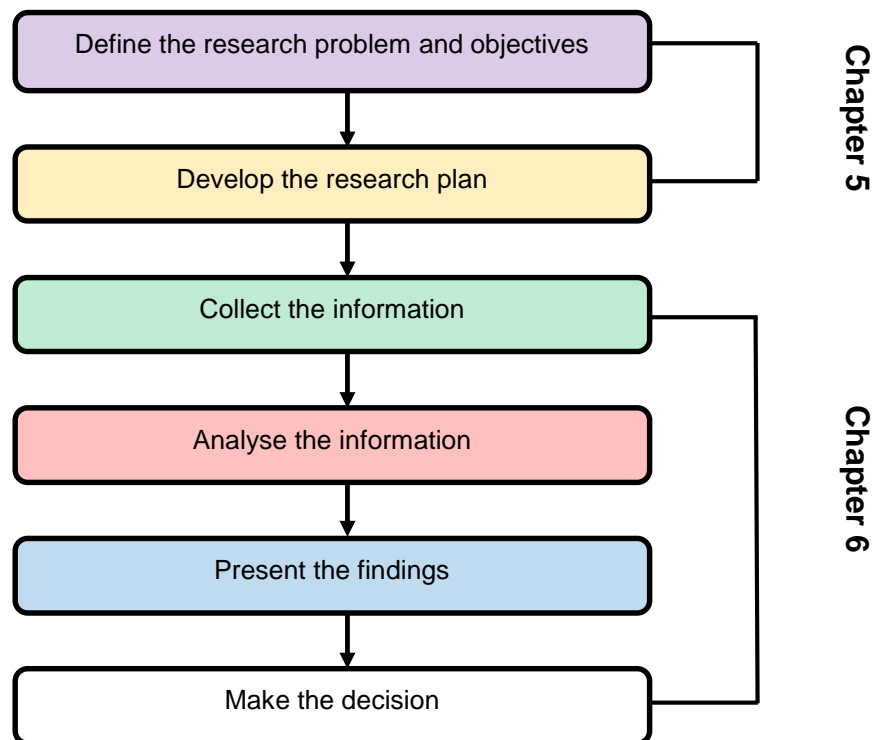 Define the research problem and objectives
Chapter 5
Develop the research plan
Collect the information
Analyse the information
Chapter 6
Present the findings
Make the decision